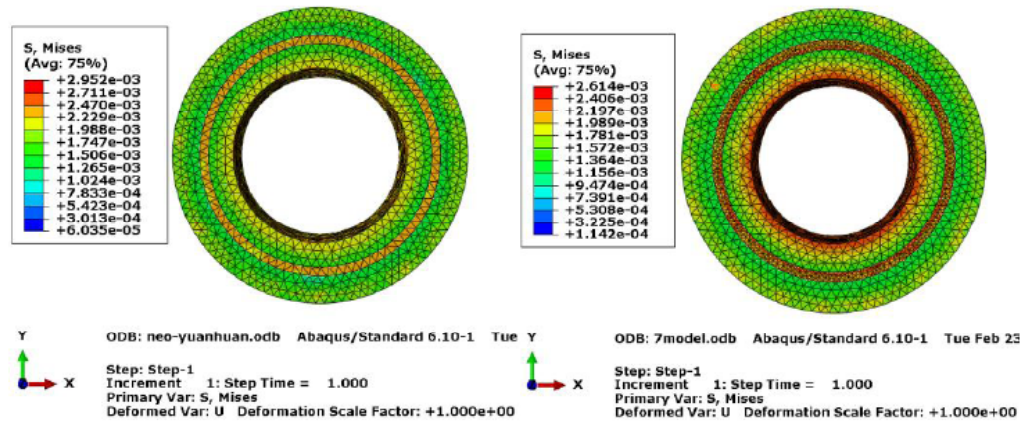 S, Mises
(Avg: 75%)
+2.952e-03
+2.711e-03
+2.470e-03
+2.229e-03
+1.988e-03
+1.747e-03
+1.506e-03
+1.265e-03
+1.024e-03
+7.833e-04
+5.423e-04
+3.013e-04
+6.035e-05
Y
X
ODB: neo-yuanhuan.odb Abaqus/Standard 6.10-1 Tue
Step: Step-1
Increment 1: Step Time = 1.000
Primary Var: S, Mises
Deformed Var: U Deformation Scale Factor: +1.000e+00
S, Mises
(Avg: 75%)
+2.614e-03
+2.406e-03
+2.197e-03
+1.989e-03
+1.781e-03
+1.572e-03
+1.364e-03
+1.156e-03
+9.474e-04
+7.391e-04
+5.308e-04
+3.225e-04
+1.142e-04
Y
X
ODB: 7model.odb Abaqus/Standard 6.10-1 Tue Feb 23
Step: Step-1
Increment 1: Step Time = 1.000
Primary Var: S, Mises
Deformed Var: U Deformation Scale Factor: +1.000e+00